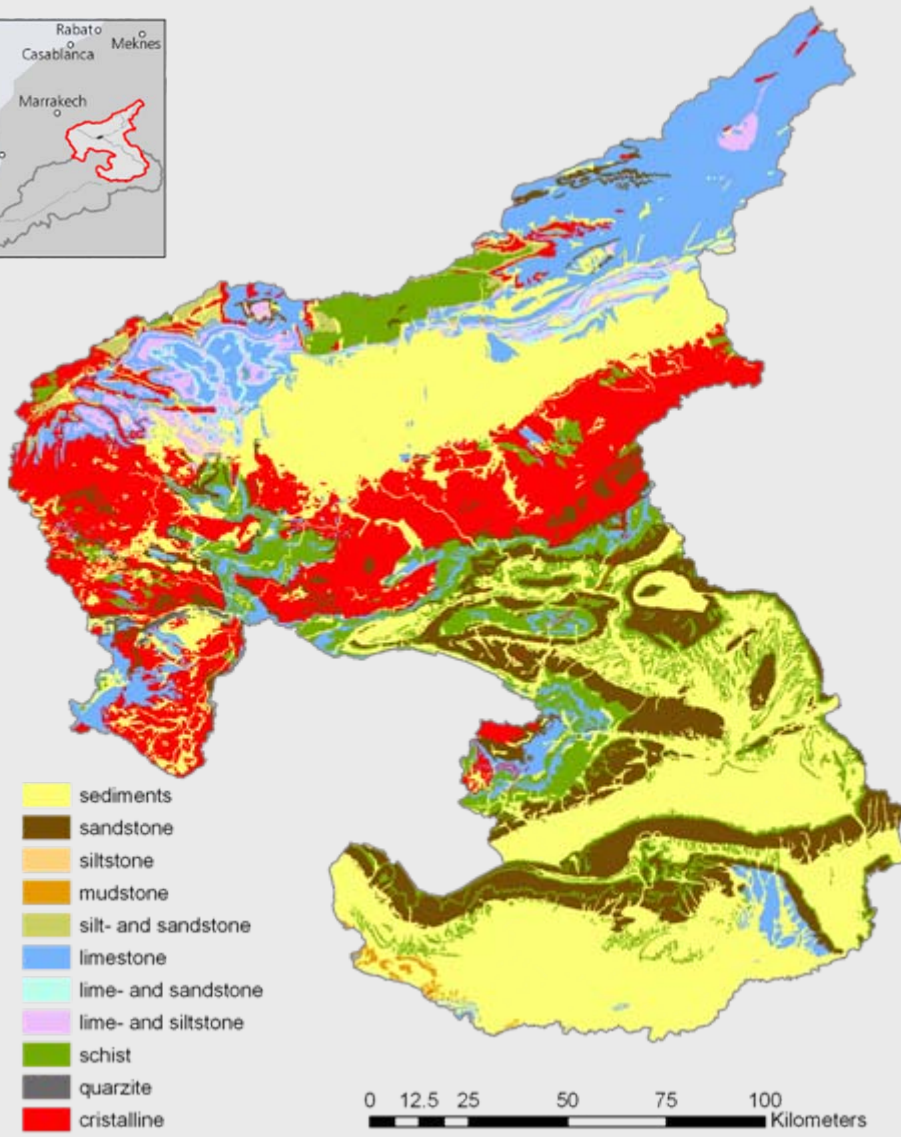 Rabat
Casablanca
Meknes
Marrakech
sediments
sandstone
siltstone
mudstone
silt- and sandstone
limestone
lime- and sandstone
lime- and siltstone
schist
quarzite
cristalline
0 12.5 25 50 75 100
Kilometers